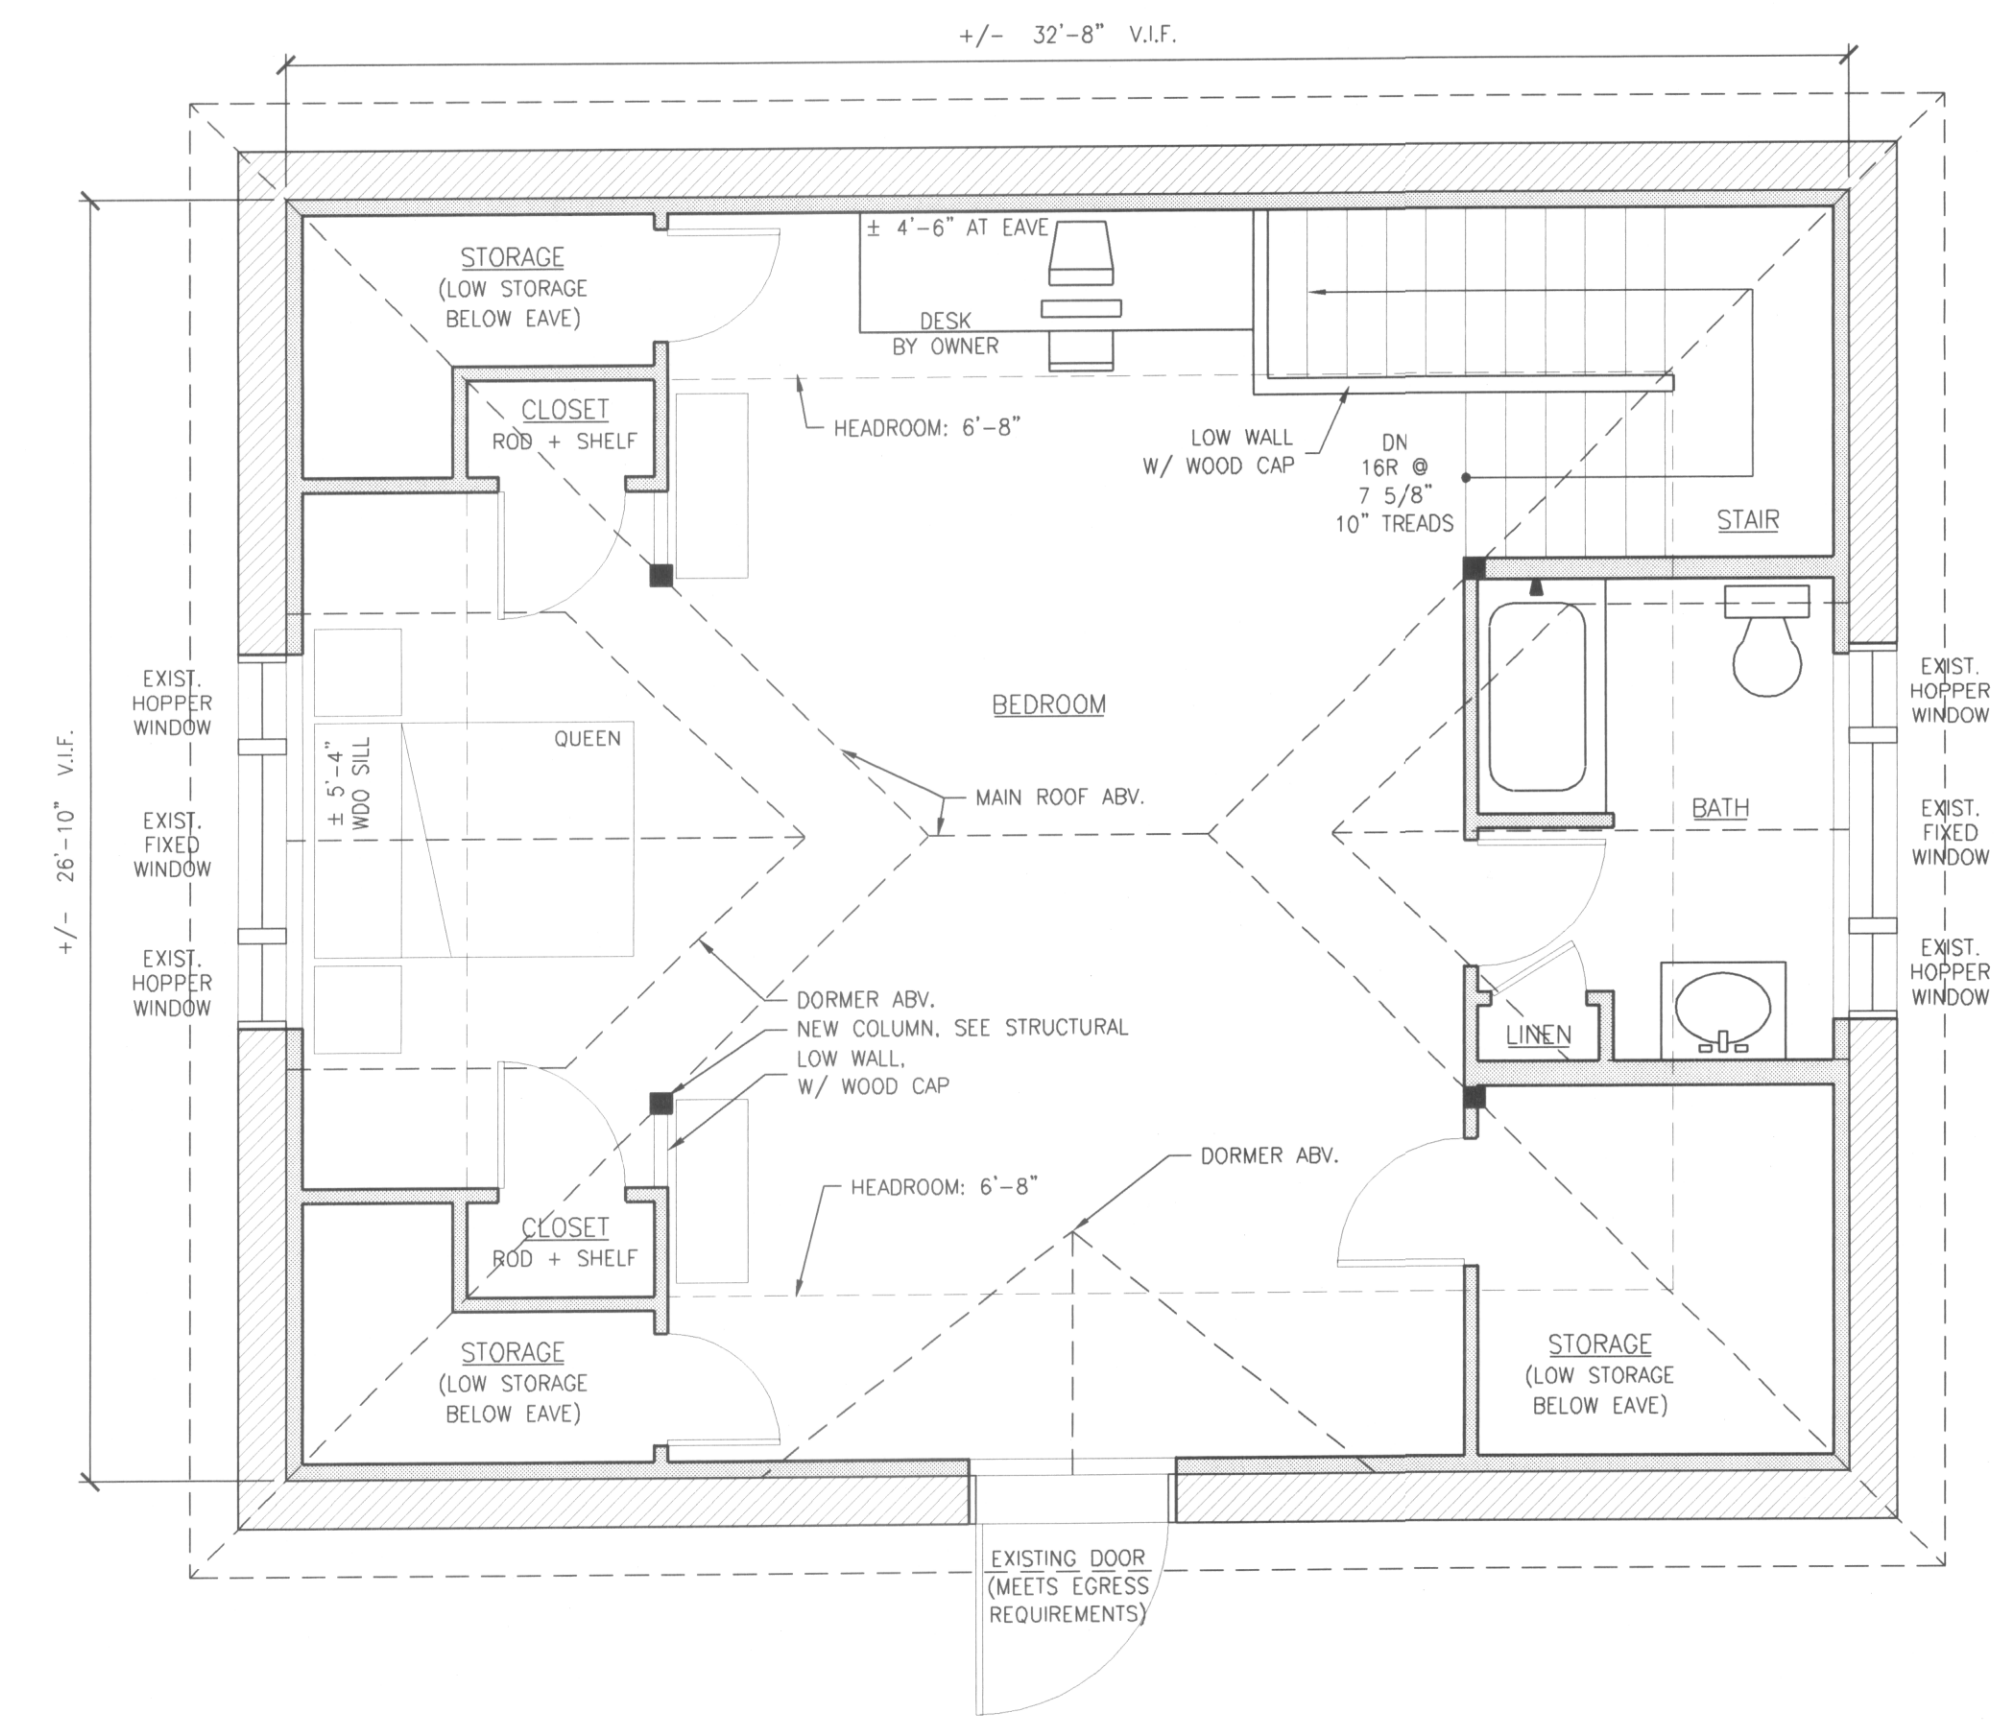 +/- 32'-8" V.I.F.
± 4'-6" AT EAVE
STORAGE
(LOW STORAGE
BELOW EAVE)
DESK
BY OWNER
CLOSET
ROD + SHELF
HEADROOM: 6'-8"
LOW WALL
W/ WOOD CAP
DN
16R @
7 5/8"
10" TREADS
STAIR
EXIST.
HOPPER
WINDOW
EXIST.
HOPPER
WINDOW
BEDROOM
QUEEN
± 5'-4"
WDO SILL
+/- 26'-10" V.I.F.
MAIN ROOF ABV.
BATH
EXIST.
FIXED
WINDOW
EXIST.
FIXED
WINDOW
EXIST.
HOPPER
WINDOW
EXIST.
HOPPER
WINDOW
DORMER ABV.
NEW COLUMN, SEE STRUCTURAL
LOW WALL,
W/ WOOD CAP
LINEN
DORMER ABV.
HEADROOM: 6'-8"
CLOSET
ROD + SHELF
STORAGE
(LOW STORAGE
BELOW EAVE)
STORAGE
(LOW STORAGE
BELOW EAVE)
EXISTING DOOR
(MEETS EGRESS
REQUIREMENTS)